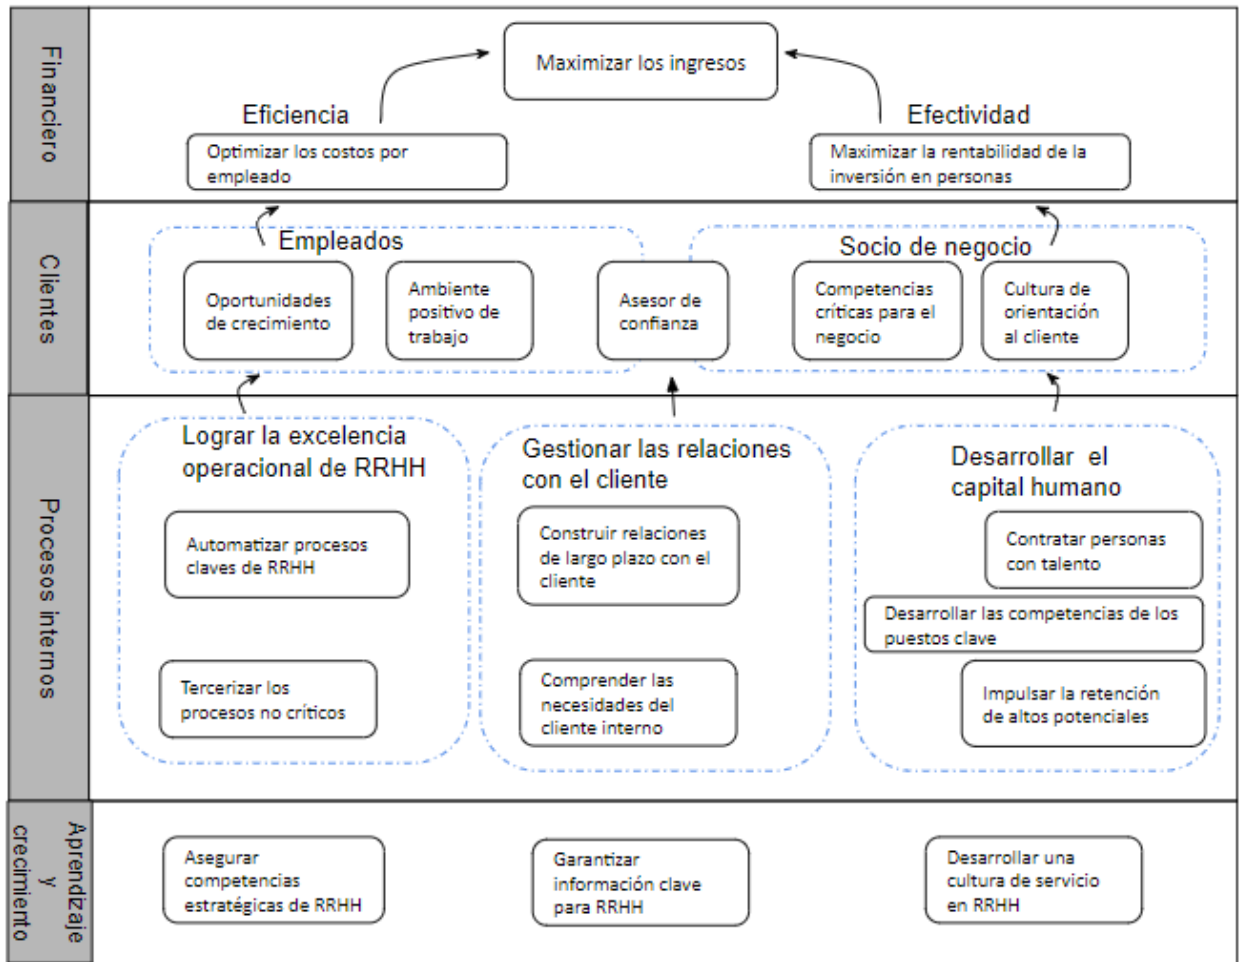 Financiero
Maximizar los ingresos
Eficiencia
Optimizar los costos por
empleado
Efectividad
Maximizar la rentabilidad de la
inversión en personas
Clientes
Empleados
Oportunidades
de crecimiento
Ambiente
positivo de
trabajo
Asesor de
confianza
Socio de negocio
Competencias
críticas para el
negocio
Cultura de
orientación
al cliente
Procesos internos
Lograr la excelencia
operacional de RRHH
Automatizar procesos
claves de RRHH
Tercerizar los
procesos no críticos
Gestionar las relaciones
con el cliente
Construir relaciones
de largo plazo con el
cliente
Comprender las
necesidades del
cliente interno
Desarrollar el
capital humano
Contratar personas
con talento
Desarrollar las competencias de los
puestos clave
Impulsar la retención
de altos potenciales
Aprendizaje
y
crecimiento
Asegurar
competencias
estratégicas de RRHH
Garantizar
información clave
para RRHH
Desarrollar una
cultura de servicio
en RRHH